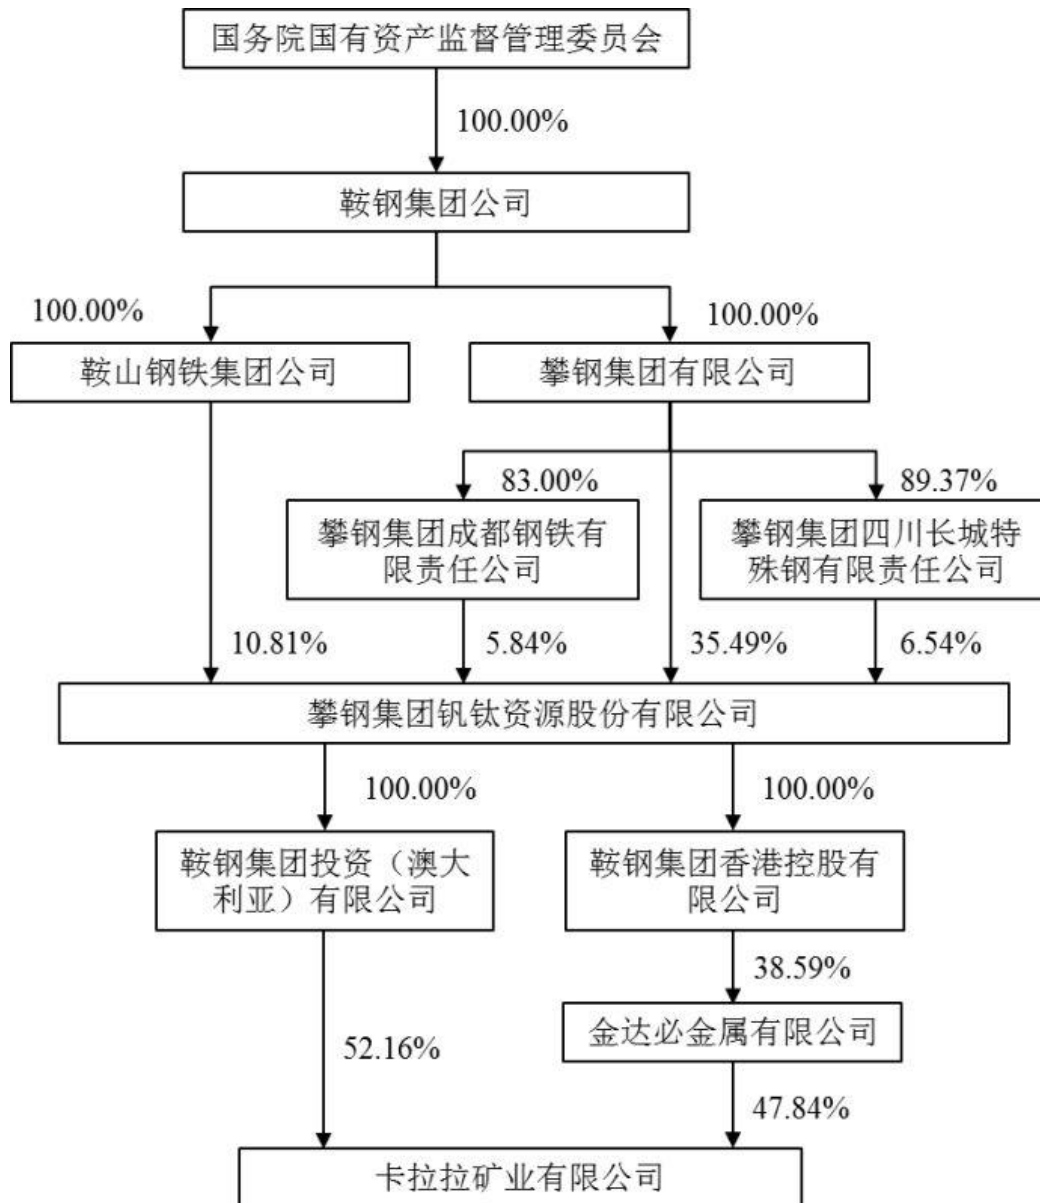 国务院国有资产监督管理委员会
100.00%
鞍钢集团公司
100.00%
100.00%
鞍山钢铁集团公司
攀钢集团有限公司
83.00%
89.37%
攀钢集团成都钢铁有
限责任公司
攀钢集团四川长城特
殊钢有限责任公司
10.81%
5.84%
35.49%
6.54%
攀钢集团钒钛资源股份有限公司
100.00%
100.00%
鞍钢集团投资（澳大
利亚）有限公司
鞍钢集团香港控股有
限公司
38.59%
金达必金属有限公司
52.16%
47.84%
卡拉拉矿业有限公司